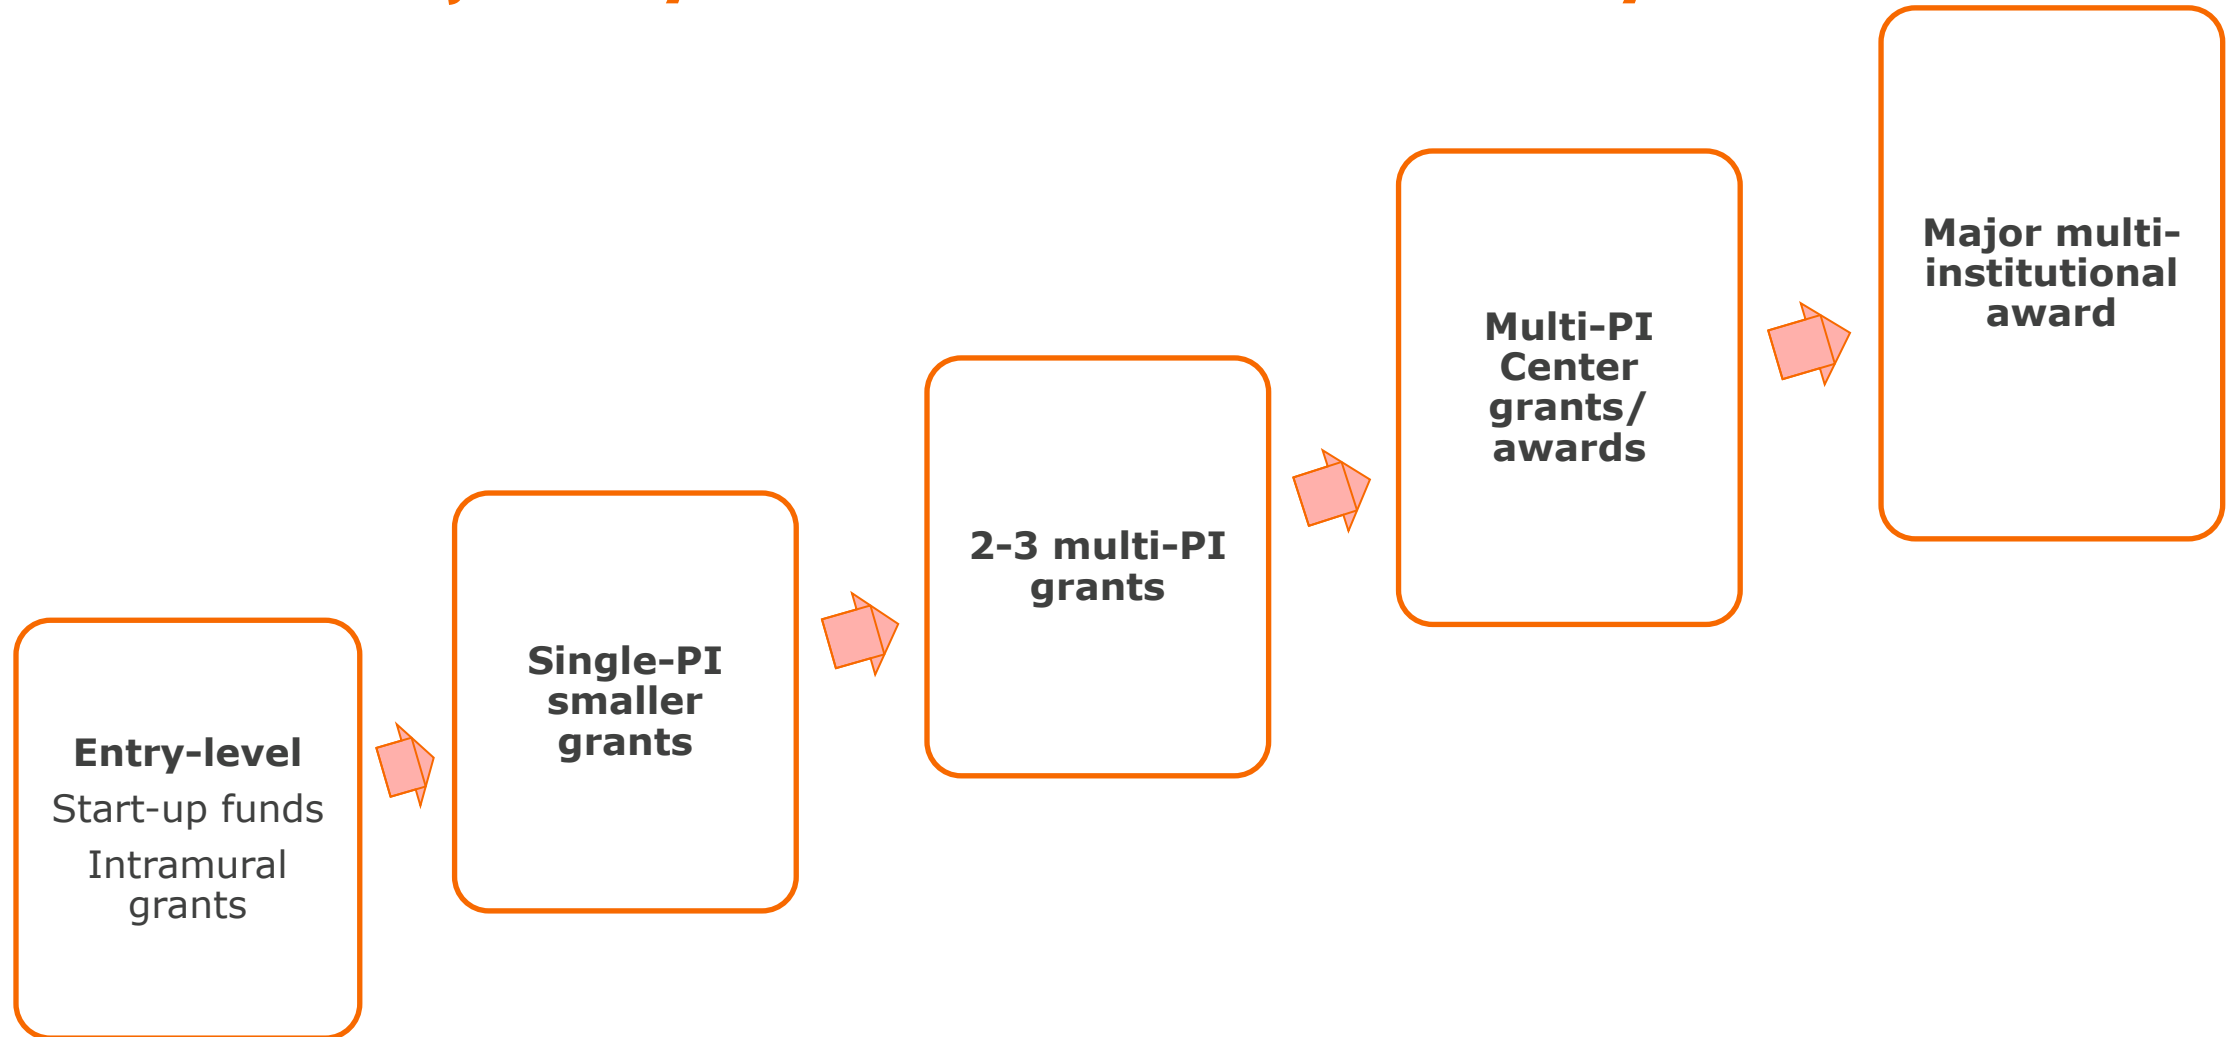 Entry-level
Start-up funds
Intramural
grants
Single-PI
smaller
grants
2-3 multi-PI
grants
Multi-PI
Center
grants/
awards
Major multi-
institutional
award